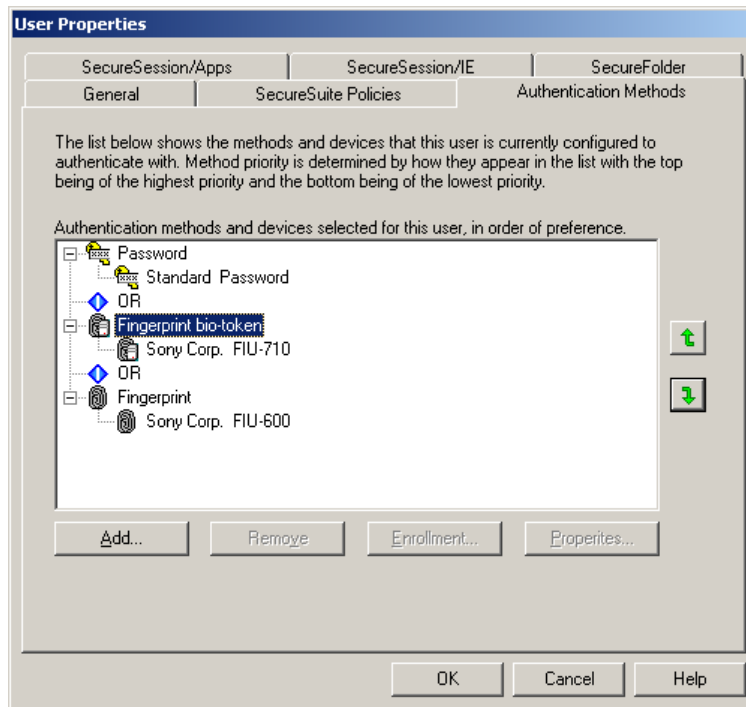 User Properties
SecureSession/Apps SecureSession/IE SecureFolder
General SecureSuite Policies Authentication Methods
The list below shows the methods and devices that this user is currently configured to
authenticate with. Method priority is determined by how they appear in the list with the top
being of the highest priority and the bottom being of the lowest priority.
Authentication methods and devices selected for this user, in order of preference.
Password
Standard Password
OR
Fingerprint bio-token
Sony Corp. FIU-710
OR
Fingerprint
Sony Corp. FIU-600
Add... Remove Enrollment... Properites...
OK Cancel Help